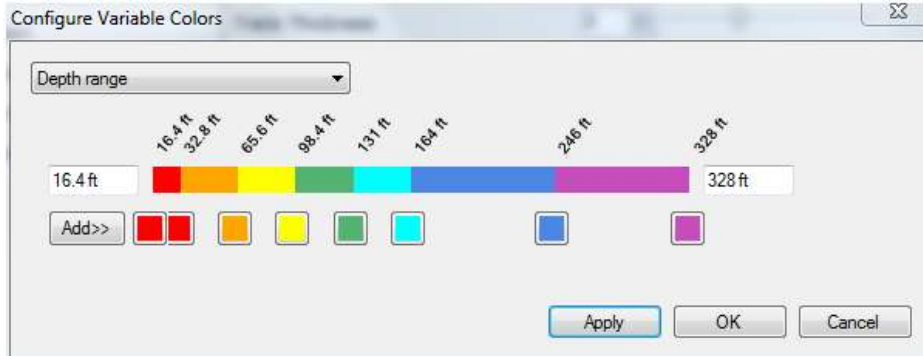 Configure Variable Colors
Depth range
16.4 ft 32.8 ft 65.6 ft 98.4 ft 131 ft 164 ft 246 ft 328 ft
16.4 ft 328 ft
Add>>
Apply OK Cancel